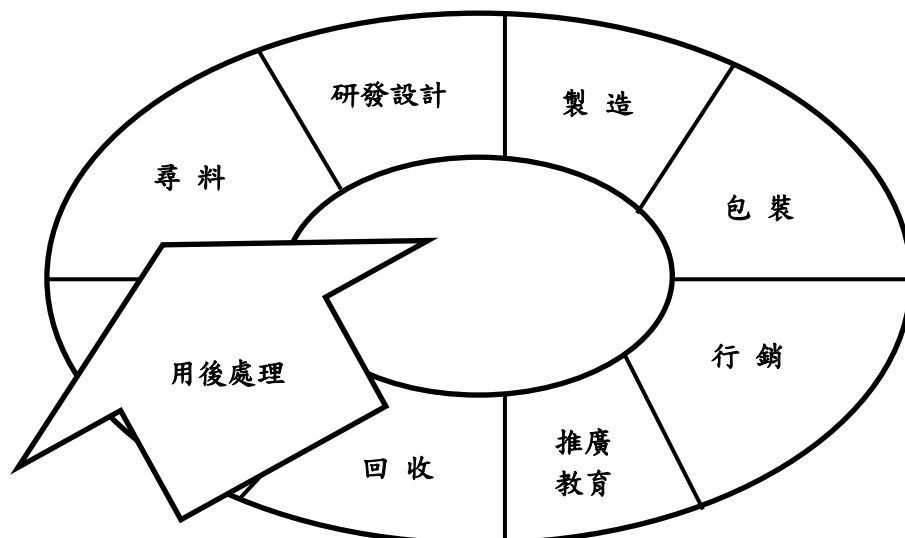 研發設計
製 造
尋 料
包 裝
行 銷
用後處理
推廣
教育
回 收